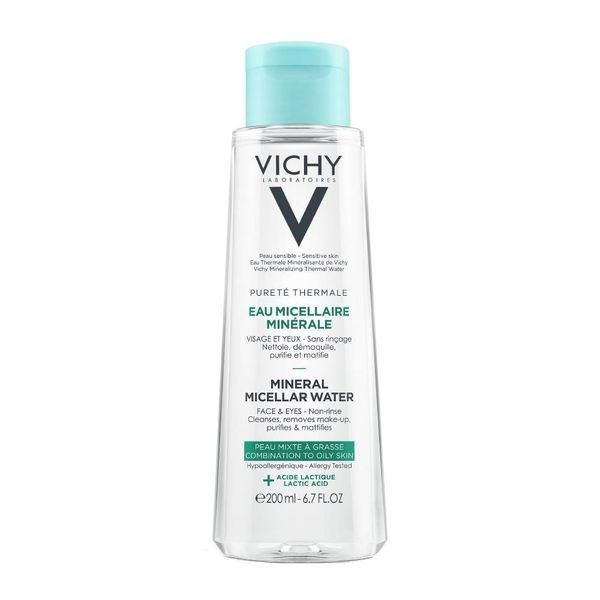 VICHY
LABORATOIRES
V
Peau sensible - Sensitive skin
Eau Thermale Minéralisante de Vichy
Vichy Mineralizing Thermal Water
PURETÉ THERMALE
EAU MICELLAIRE
MINÉRALE
VISAGE ET YEUX - Sans rinçage
Nettoie, démaquille,
purifie et matifie
MINERAL
MICELLAR WATER
FACE & EYES - Non-rinse
Cleanses, removes make-up,
purifies & mattifies
PEAU MIXTE À GRASSE
COMBINATION TO OILY SKIN
Hypoallergénique - Allergy Tested
+ ACIDE LACTIQUE
LACTIC ACID
℮200 ml - 6.7 FL.OZ